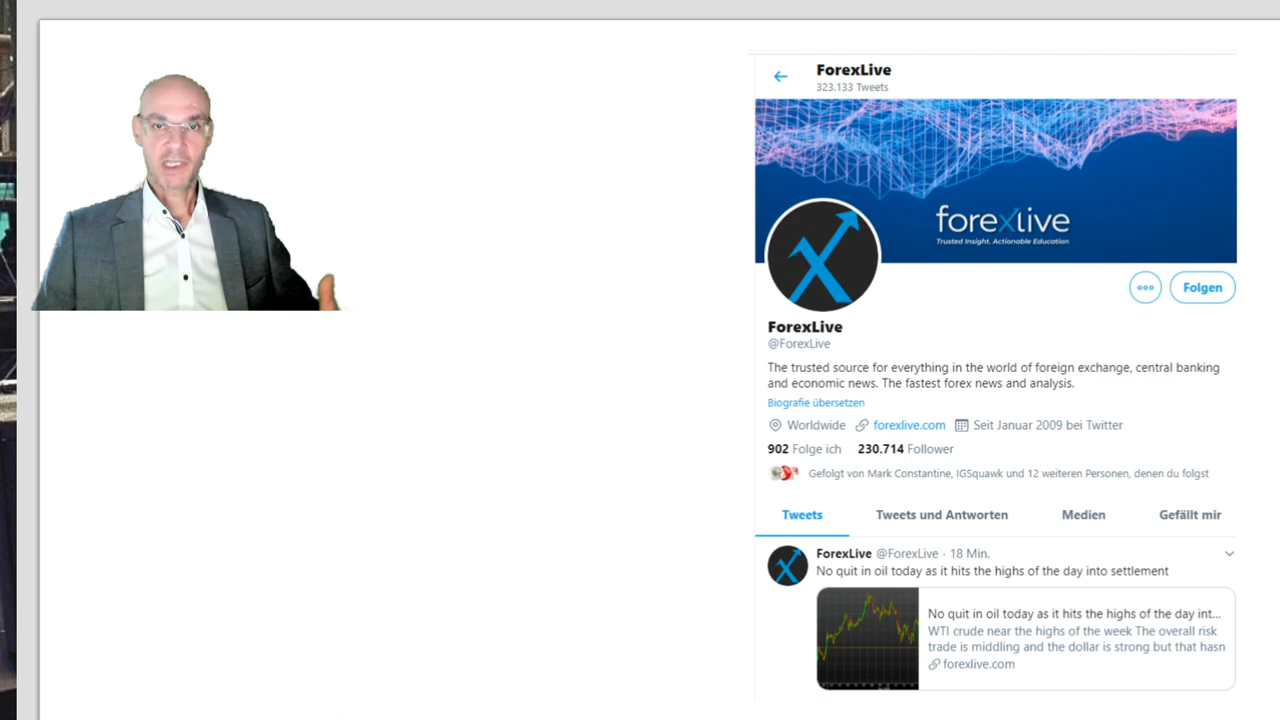 ForexLive
323.133 Tweets
forexlive
Trusted Insight, Actionable Education
Folgen
ForexLive
@ForexLive
The trusted source for everything in the world of foreign exchange, central banking
and economic news. The fastest forex news and analysis.
Biografie übersetzen
Worldwide forexlive.com Seit Januar 2009 bei Twitter
902 Folge ich 230.714 Follower
Gefolgt von Mark Constantine, IGSquawk und 12 weiteren Personen, denen du folgst
Tweets Tweets und Antworten Medien Gefällt mir
ForexLive @ForexLive · 18 Min.
No quit in oil today as it hits the highs of the day into settlement
No quit in oil today as it hits the highs of the day int...
WTI crude near the highs of the week The overall risk
trade is middling and the dollar is strong but that hasn
forexlive.com